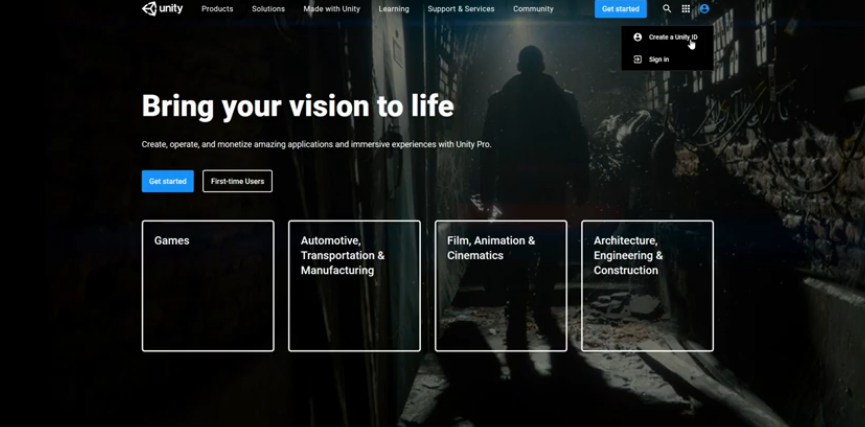 unity Products Solutions Made with Unity Learning Support & Services Community Get started
Create a Unity ID
Sign in
Bring your vision to life
Create, operate, and monetize amazing applications and immersive experiences with Unity Pro.
Get started First-time Users
Games
Automotive,
Transportation &
Manufacturing
Film, Animation &
Cinematics
Architecture,
Engineering &
Construction